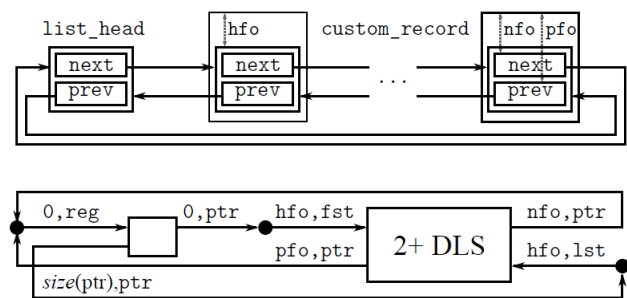 list_head hfo custom_record nfo pfo
next next ... next
prev prev prev
0,reg 0,ptr hfo,fst nfo,ptr
2+ DLS
pfo,ptr hfo,lst
size(ptr),ptr